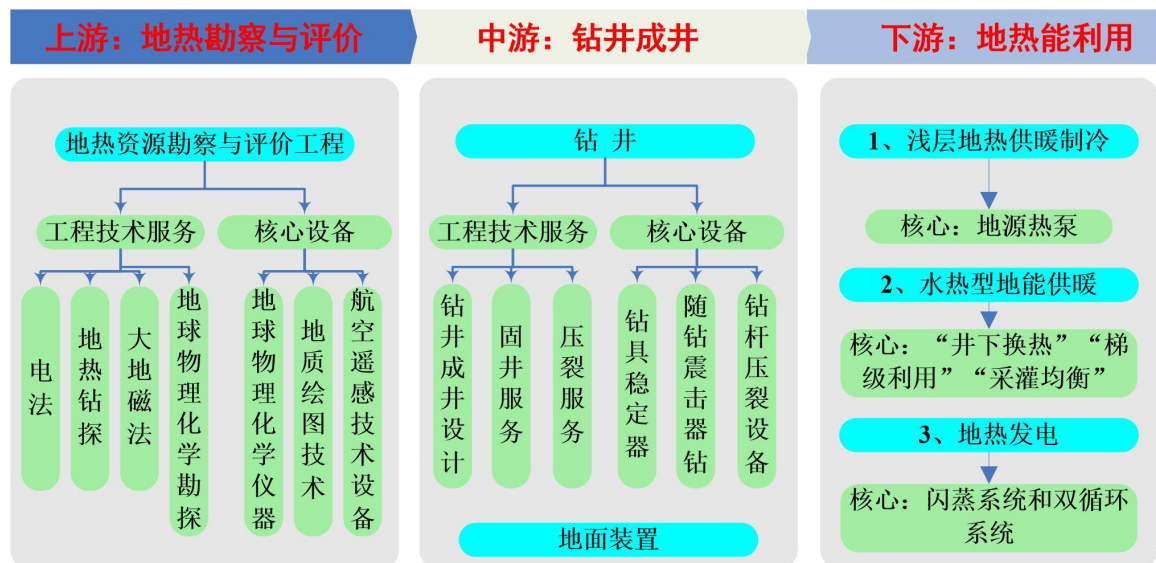 上游：地热勘察与评价
中游：钻井成井
下游：地热能利用
地热资源勘察与评价工程
工程技术服务
核心设备
电法
地热钻探
大地磁法
地球物理化学勘探
地球物理化学仪器
地质绘图技术
航空遥感技术设备
钻 井
工程技术服务
核心设备
钻井成井设计
固井服务
压裂服务
钻具稳定器
随钻震击器钻
钻杆压裂设备
地面装置
1、浅层地热供暖制冷
核心：地源热泵
2、水热型地能供暖
核心：“井下换热”“梯
级利用”“采灌均衡”
3、地热发电
核心：闪蒸系统和双循环
系统